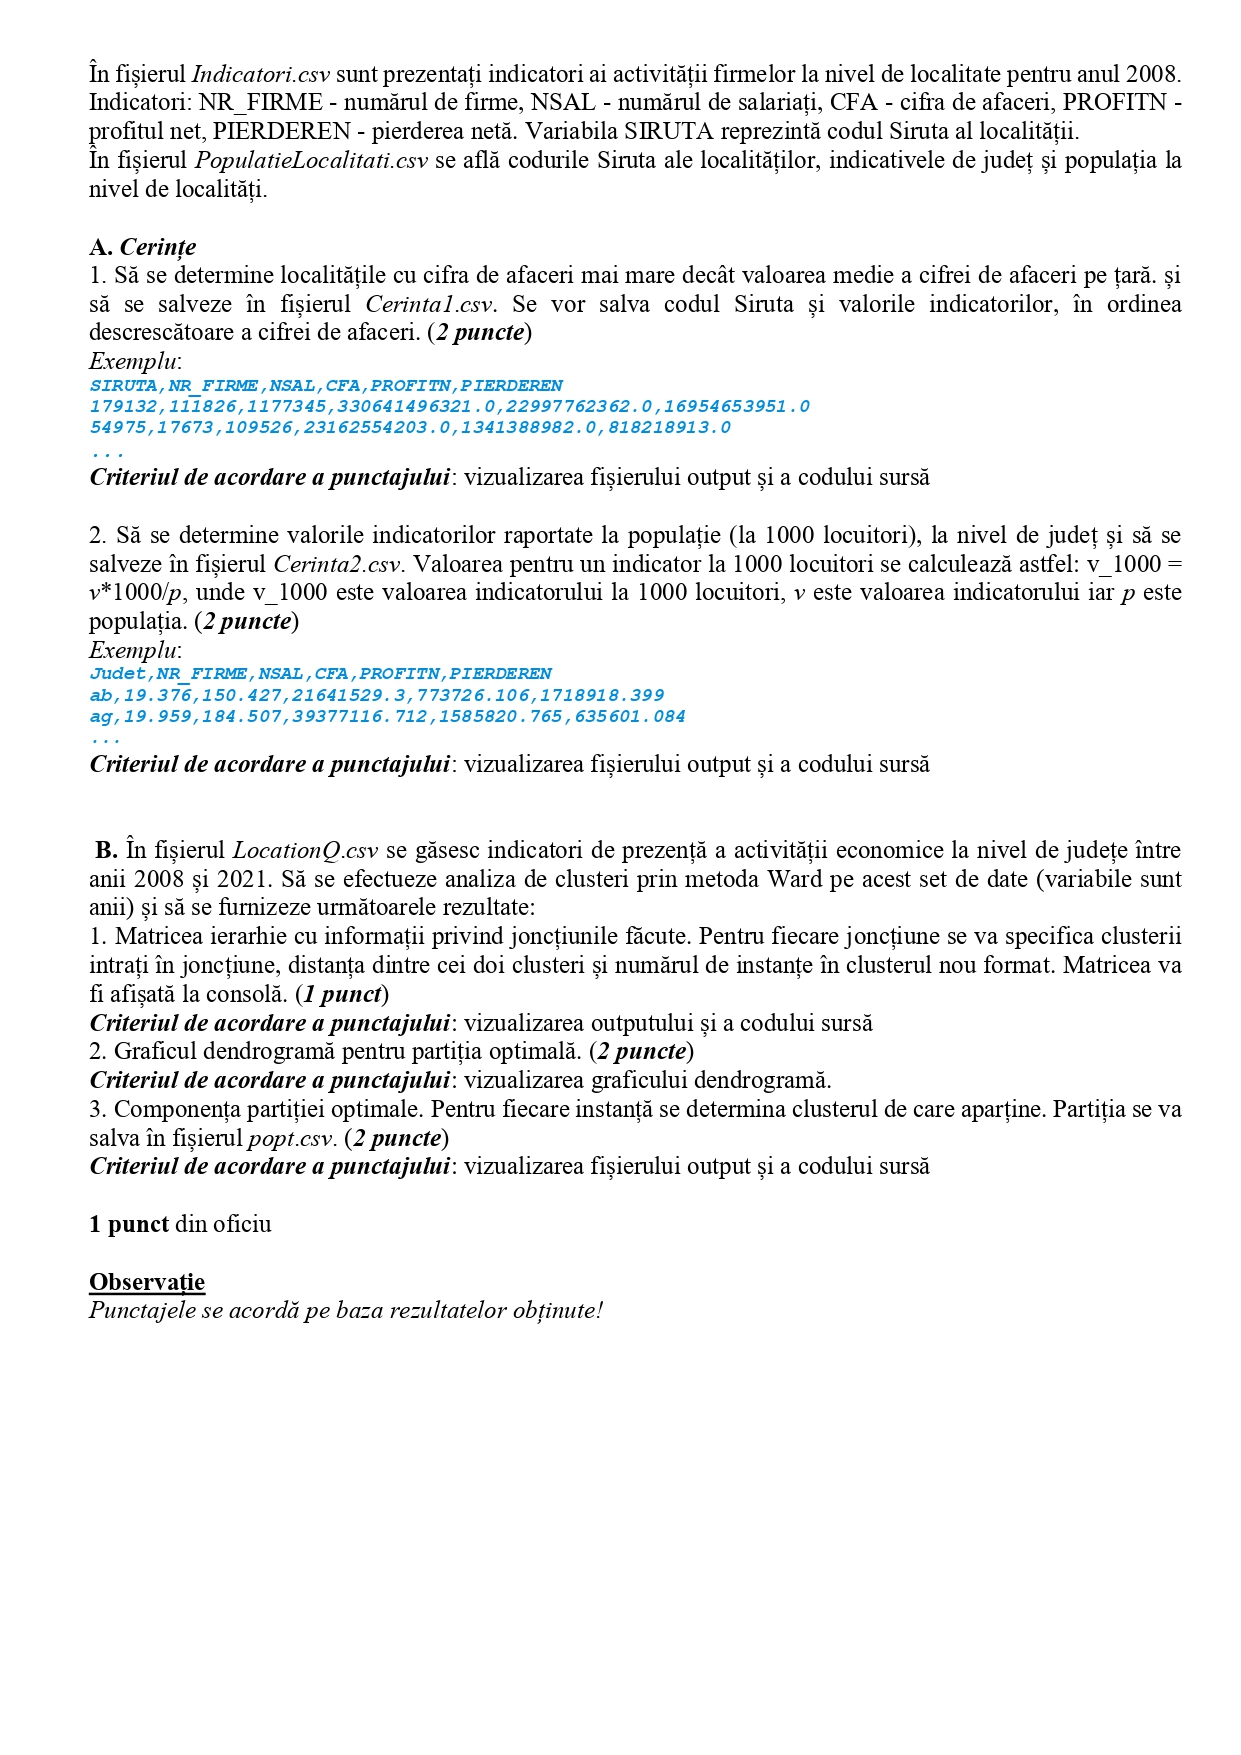 În fișierul Indicatori.csv sunt prezentați indicatori ai activității firmelor la nivel de localitate pentru anul 2008.
Indicatori: NR_FIRME - numărul de firme, NSAL - numărul de salariați, CFA - cifra de afaceri, PROFITN -
profitul net, PIERDEREN - pierderea netă. Variabila SIRUTA reprezintă codul Siruta al localității.
În fișierul PopulatieLocalitati.csv se află codurile Siruta ale localităților, indicativele de județ și populația la
nivel de localități.
A. Cerințe
1. Să se determine localitățile cu cifra de afaceri mai mare decât valoarea medie a cifrei de afaceri pe țară. și
să se salveze în fișierul Cerinta1.csv. Se vor salva codul Siruta și valorile indicatorilor, în ordinea
descrescătoare a cifrei de afaceri. (2 puncte)
Exemplu:
SIRUTA,NR_FIRME,NSAL,CFA,PROFITN,PIERDEREN
179132,111826,1177345,330641496321.0,22997762362.0,16954653951.0
54975,17673,109526,23162554203.0,1341388982.0,818218913.0
...
Criteriul de acordare a punctajului: vizualizarea fișierului output și a codului sursă
2. Să se determine valorile indicatorilor raportate la populație (la 1000 locuitori), la nivel de județ și să se
salveze în fișierul Cerinta2.csv. Valoarea pentru un indicator la 1000 locuitori se calculează astfel: v_1000 =
v*1000/p, unde v_1000 este valoarea indicatorului la 1000 locuitori, v este valoarea indicatorului iar p este
populația. (2 puncte)
Exemplu:
Judet,NR_FIRME,NSAL,CFA,PROFITN,PIERDEREN
ab,19.376,150.427,21641529.3,773726.106,1718918.399
ag,19.959,184.507,39377116.712,1585820.765,635601.084
...
Criteriul de acordare a punctajului: vizualizarea fișierului output și a codului sursă
B. În fișierul LocationQ.csv se găsesc indicatori de prezență a activității economice la nivel de județe între
anii 2008 și 2021. Să se efectueze analiza de clusteri prin metoda Ward pe acest set de date (variabile sunt
anii) și să se furnizeze următoarele rezultate:
1. Matricea ierarhie cu informații privind joncțiunile făcute. Pentru fiecare joncțiune se va specifica clusterii
intrați în joncțiune, distanța dintre cei doi clusteri și numărul de instanțe în clusterul nou format. Matricea va
fi afișată la consolă. (1 punct)
Criteriul de acordare a punctajului: vizualizarea outputului și a codului sursă
2. Graficul dendrogramă pentru partiția optimală. (2 puncte)
Criteriul de acordare a punctajului: vizualizarea graficului dendrogramă.
3. Componența partiției optimale. Pentru fiecare instanță se determina clusterul de care aparține. Partiția se va
salva în fișierul popt.csv. (2 puncte)
Criteriul de acordare a punctajului: vizualizarea fișierului output și a codului sursă
1 punct din oficiu
Observație
Punctajele se acordă pe baza rezultatelor obținute!